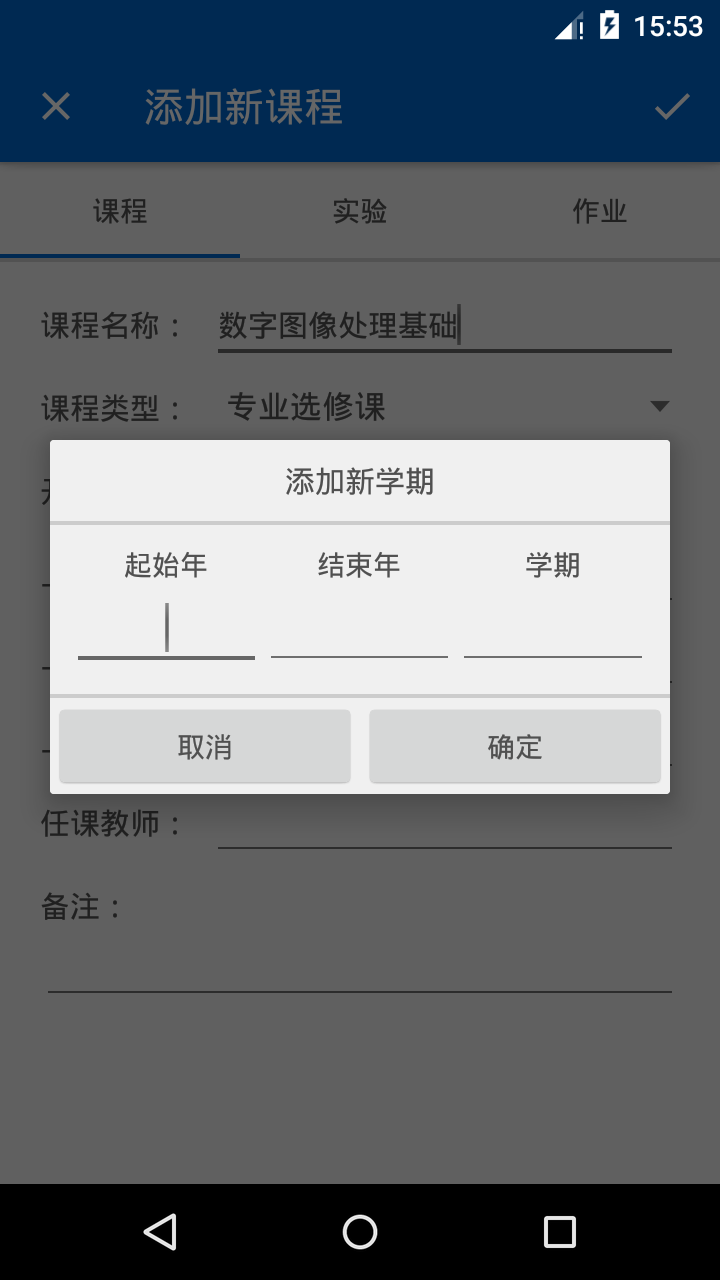 15:53
添加新课程
课程 实验 作业
课程名称： 数字图像处理基础
课程类型： 专业选修课
添加新学期
起始年 结束年 学期
取消 确定
任课教师：
备注：